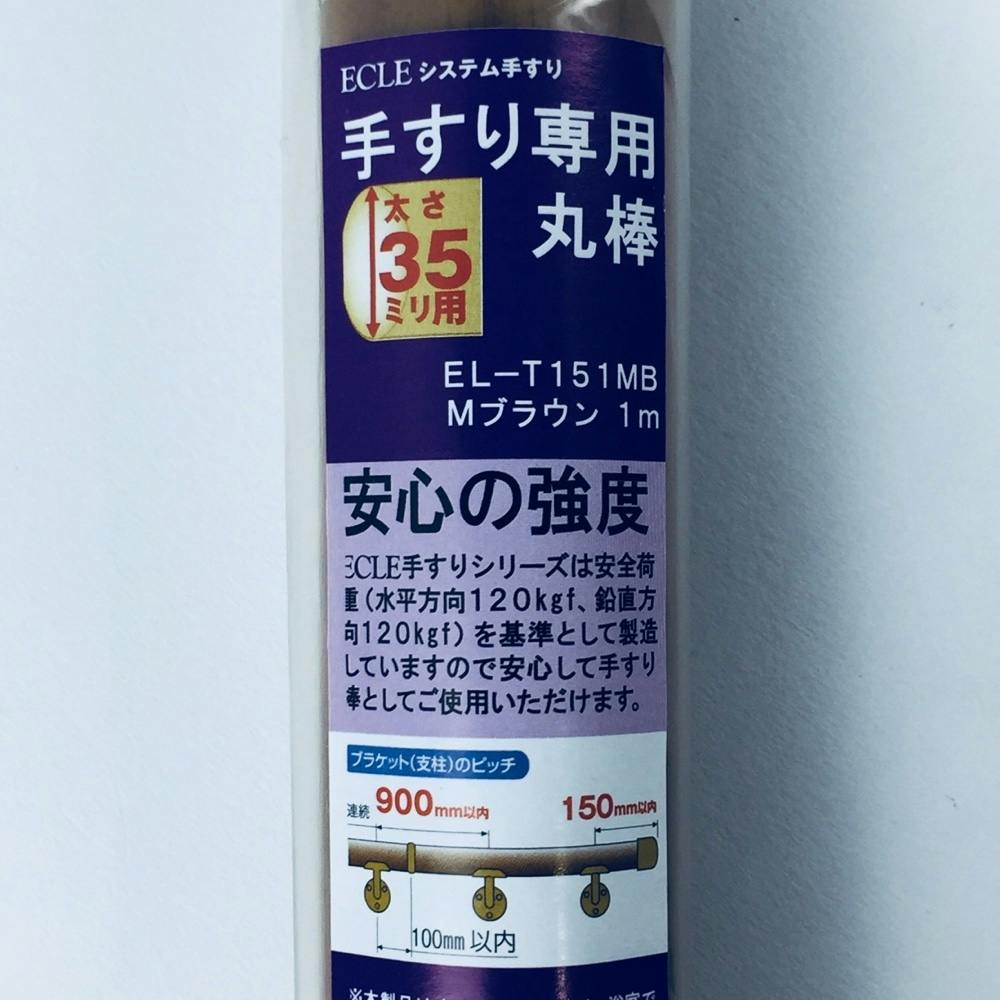 ECLE システム手すり
手すり専用
丸棒
太さ
35
ミリ用
EL－T151MB
Mブラウン 1m
安心の強度
ECLE手すりシリーズは安全荷
重(水平方向120kgf、鉛直方
向120kgf)を基準として製造
していますので安心して手すり
棒としてご使用いただけます。
ブラケット(支柱)のピッチ
連続 900mm以内 150mm以内
100mm以内